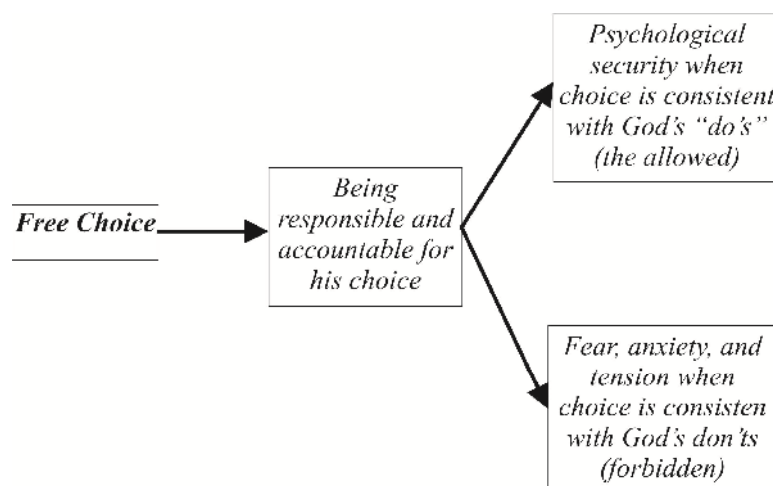 Free Choice
Being
responsible and
accountable for
his choice
Psychological
security when
choice is consistent
with God's “do's”
(the allowed)
Fear, anxiety, and
tension when
choice is consisten
with God's don'ts
(forbidden)